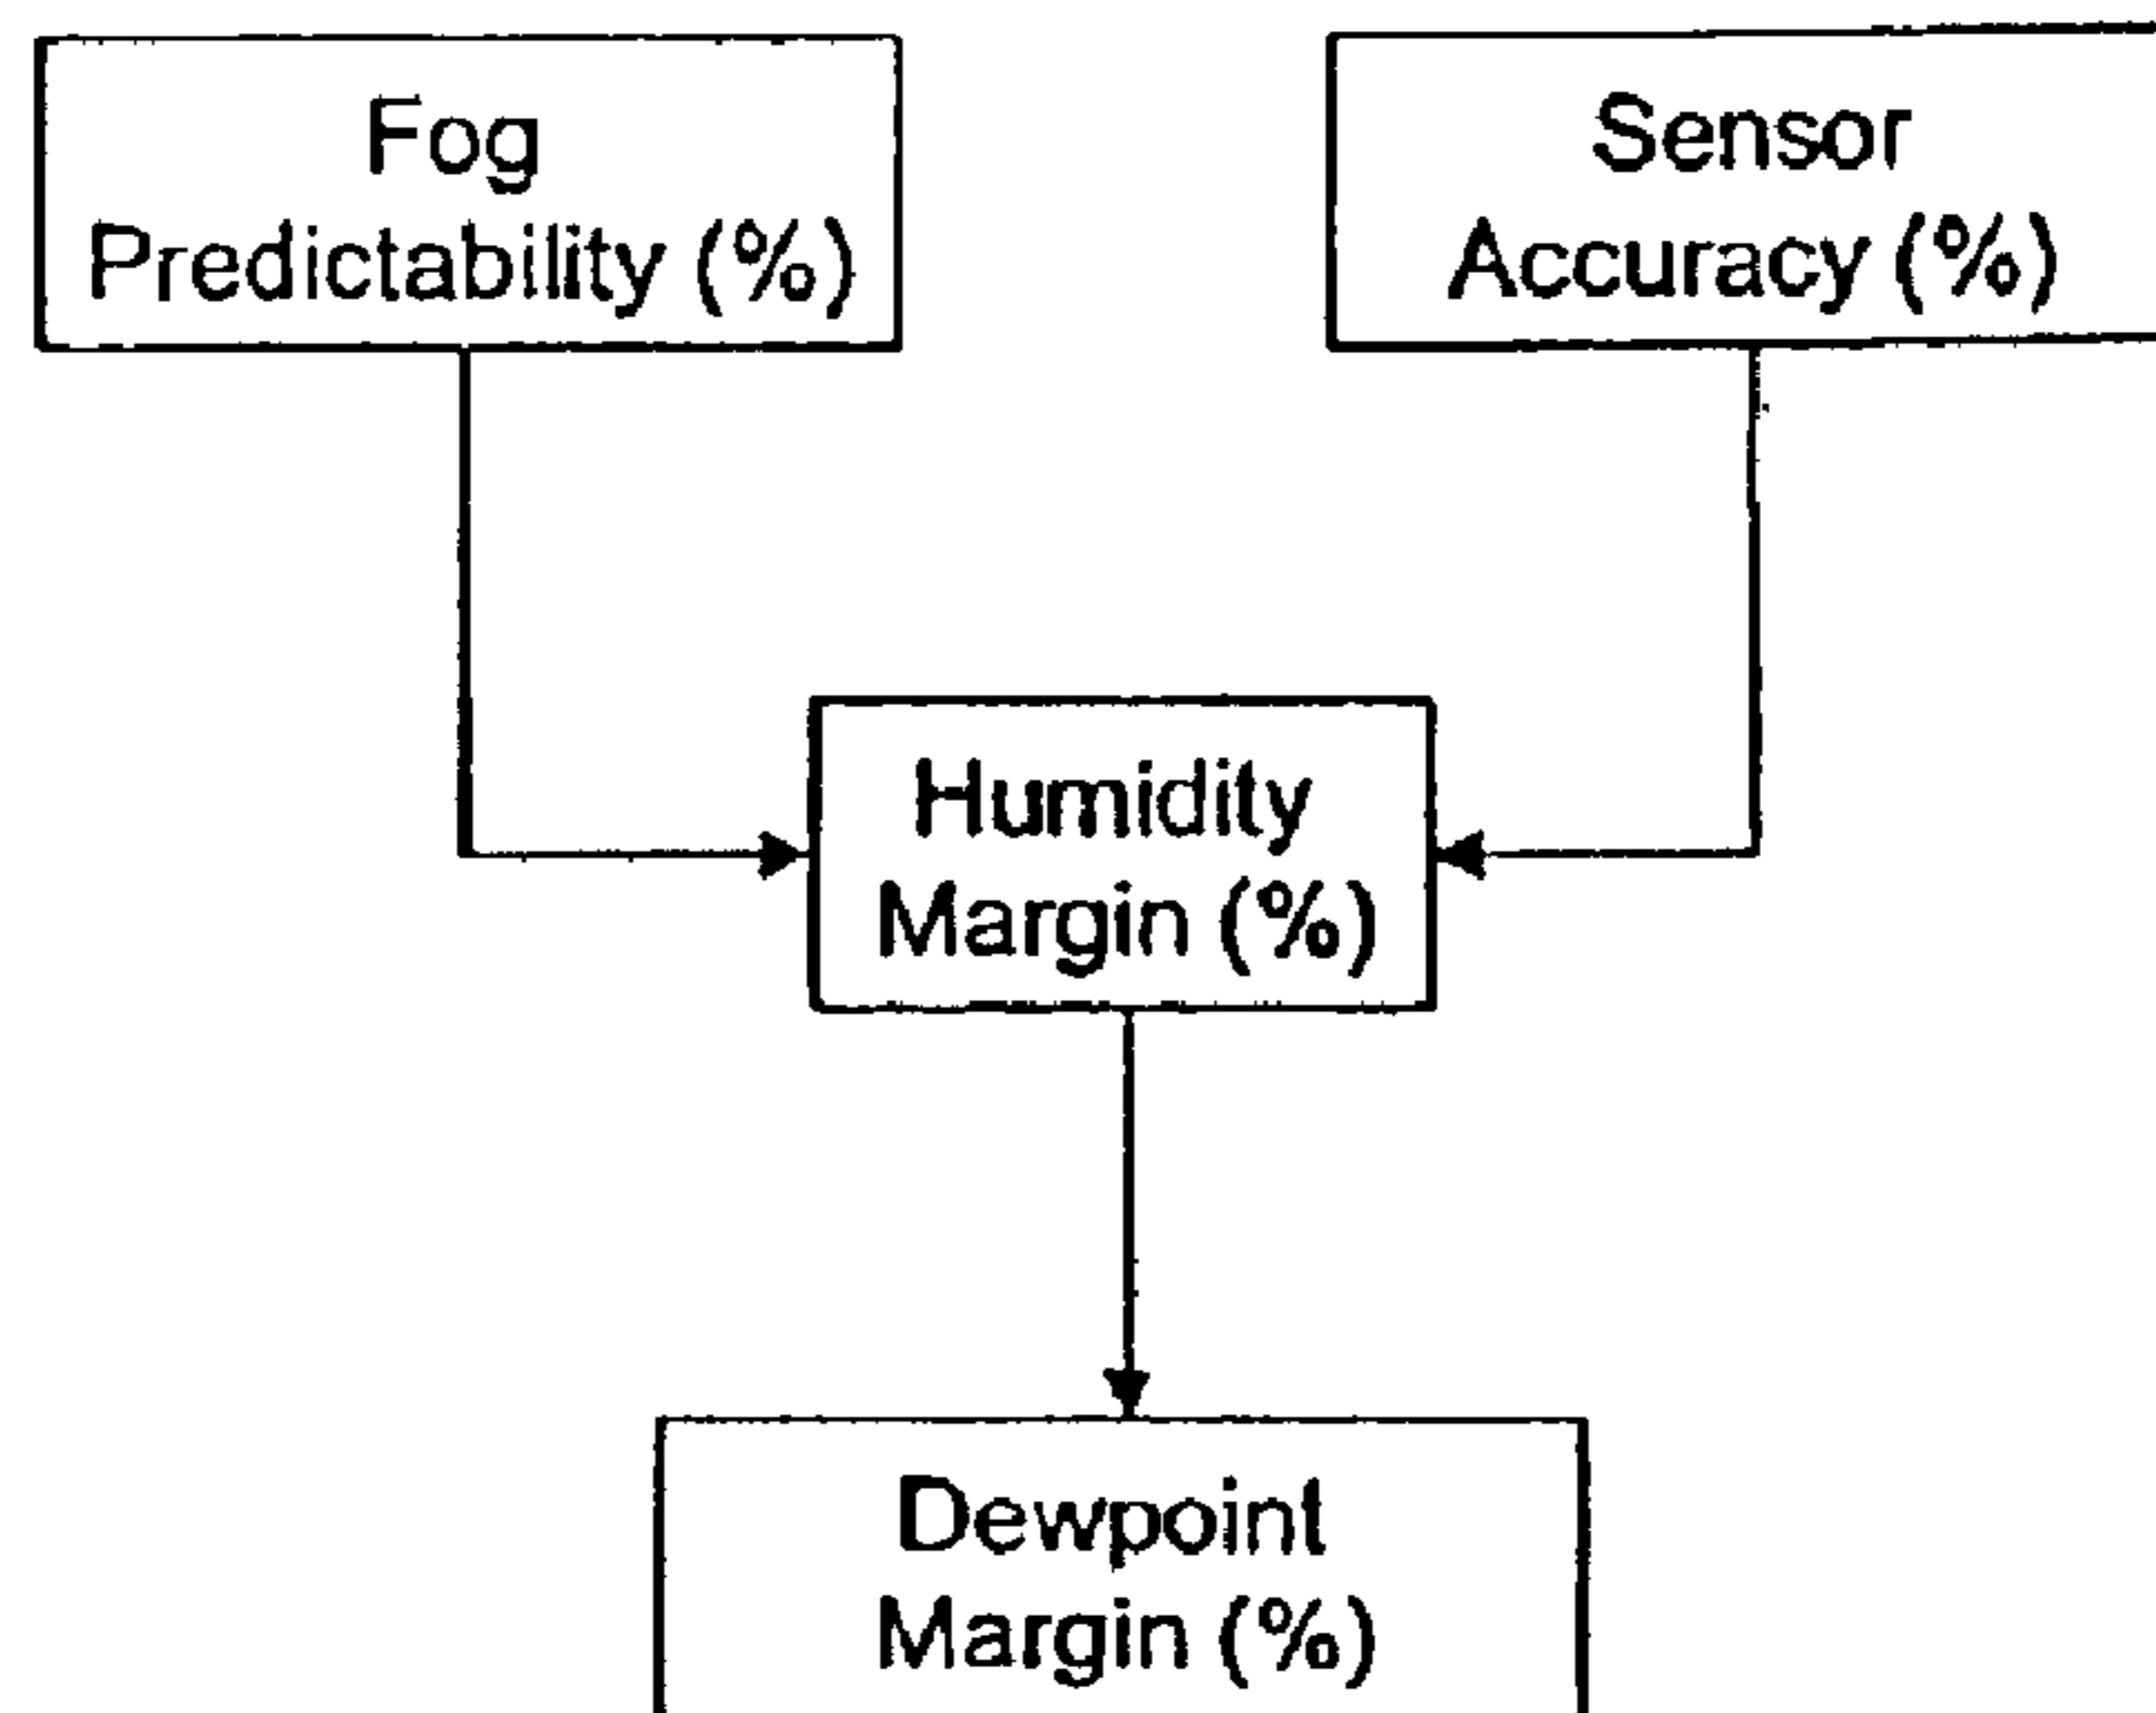 Fog
Predictability (%)
Sensor
Accuracy (%)
Humidity
Margin (%)
Dewpoint
Margin (%)